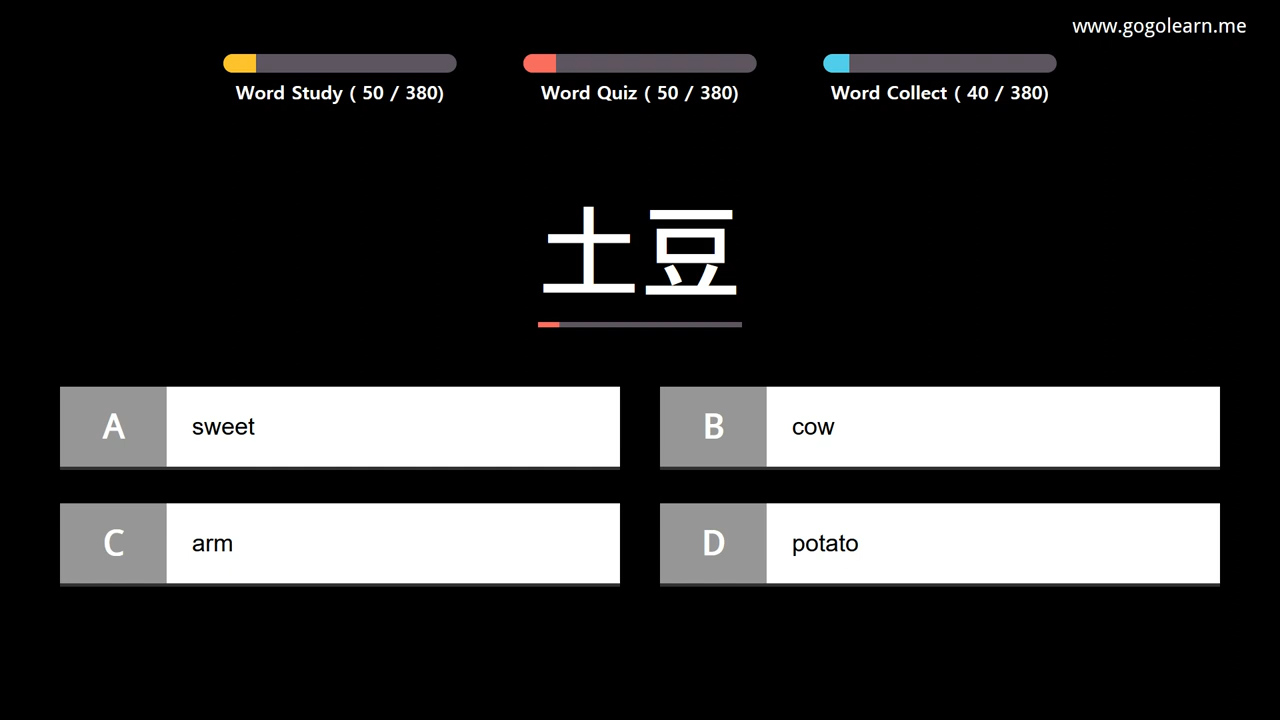 www.gogolearn.me
Word Study ( 50 / 380)
Word Quiz ( 50 / 380)
Word Collect ( 40 / 380)
土豆
A sweet
B cow
C arm
D potato